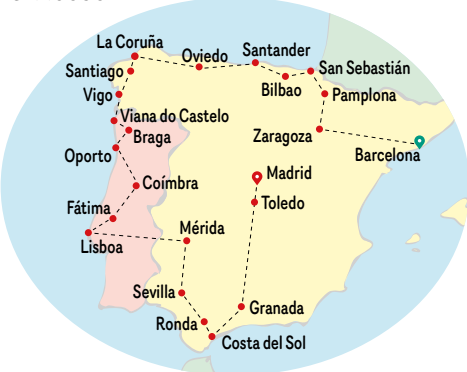 La Coruña
Oviedo
Santander
San Sebastián
Santiago
Bilbao
Vigo
Pamplona
Viana do Castelo
Braga
Zaragoza
Barcelona
Oporto
Madrid
Coímbra
Toledo
Fátima
Mérida
Lisboa
Sevilla
Granada
Ronda
Costa del Sol